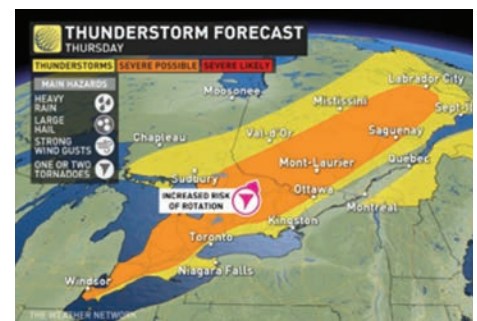 THUNDERSTORM FORECAST
THURSDAY
THUNDERSTORMS SEVERE POSSIBLE SEVERE LIKELY
MAIN HAZARDS
HEAVY
RAIN
LARGE
HAIL
STRONG
WIND GUSTS
ONE OR TWO
TORNADOES
Labrador City
Moosonee
Mistissini
Sept-Il
Chapleau
Val-d'Or
Saguenay
Sudbury
Mont-Laurier
Quebec
INCREASED RISK
OF ROTATION
Ottawa
Montreal
Kingston
Toronto
Niagara Falls
Windsor
THE WEATHER NETWORK